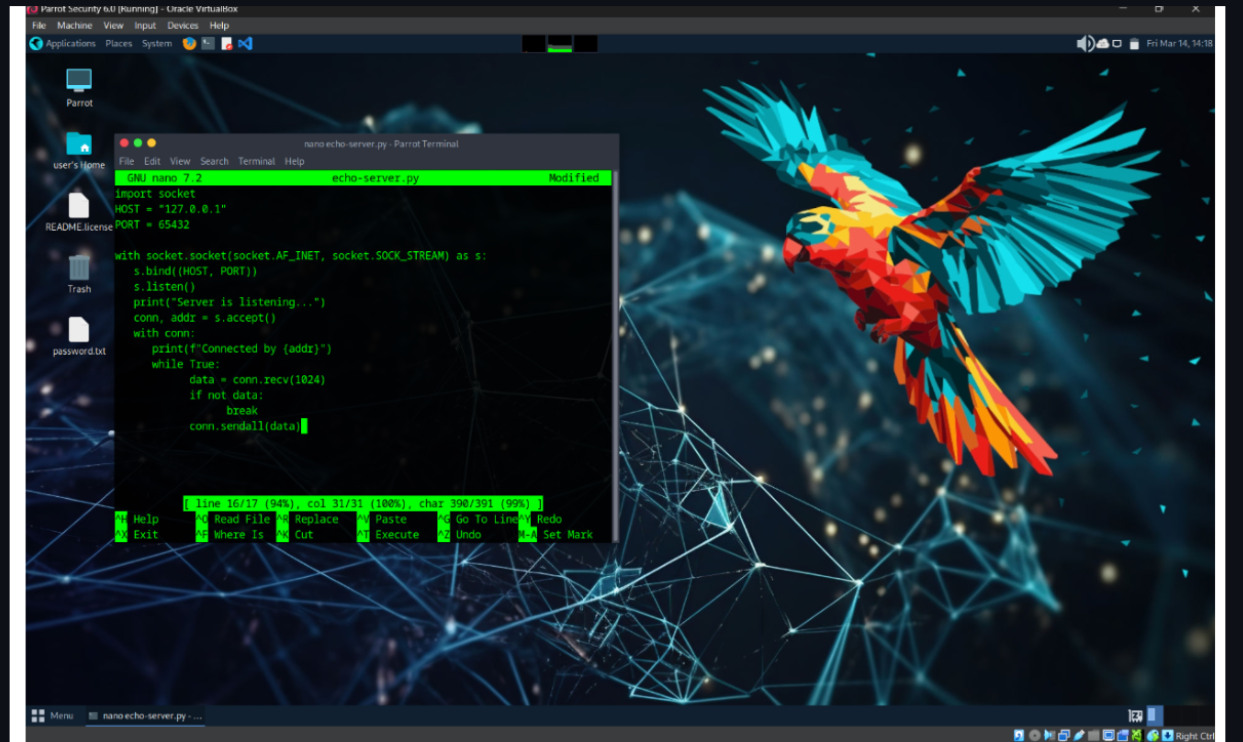 Parrot Security 6.0 [Running] - Oracle VirtualBox
File Machine View Input Devices Help
Applications Places System
Fri Mar 14, 14:18
Parrot
user's Home
README.license
Trash
password.txt
nano echo-server.py - Parrot Terminal
File Edit View Search Terminal Help
GNU nano 7.2 echo-server.py Modified
import socket
HOST = "127.0.0.1"
PORT = 65432
with socket.socket(socket.AF_INET, socket.SOCK_STREAM) as s:
s.bind((HOST, PORT))
s.listen()
print("Server is listening...")
conn, addr = s.accept()
with conn:
print(f"Connected by {addr}")
while True:
data = conn.recv(1024)
if not data:
break
conn.sendall(data)
[ line 16/17 (94%), col 31/31 (100%), char 390/391 (99%) ]
^H Help ^O Read File ^R Replace ^V Paste ^G Go To Line ^Y Redo
^X Exit ^F Where Is ^K Cut ^T Execute ^Z Undo M-A Set Mark
Menu nano echo-server.py - ...
Right Ctrl